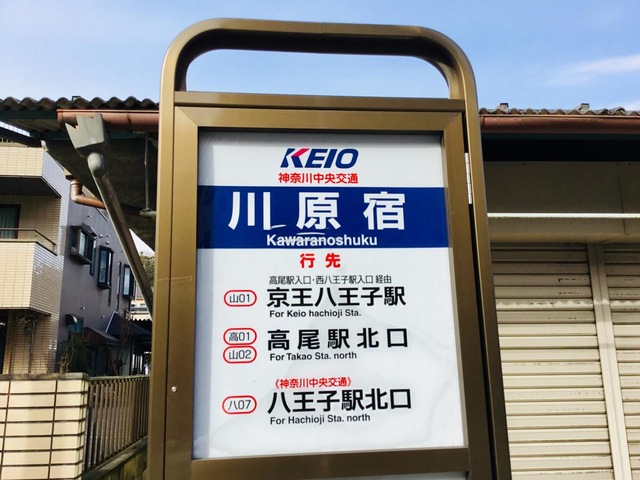 KEIO
神奈川中央交通
川原宿
Kawaranoshuku
行先
高尾駅入口・西八王子駅入口 経由
山01 京王八王子駅
For Keio hachioji Sta.
高01
山02 高尾駅北口
For Takao Sta. north
《神奈川中央交通》
八07 八王子駅北口
For Hachioji Sta. north